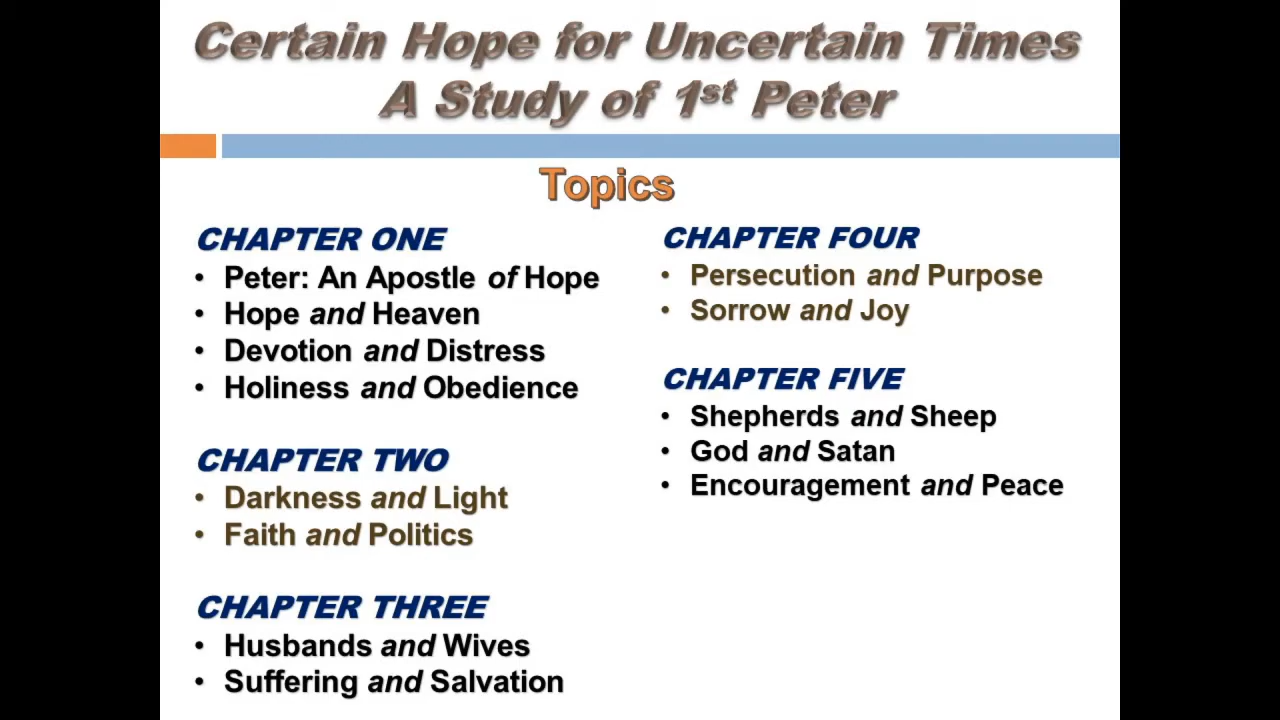 Certain Hope for Uncertain Times
A Study of 1st Peter
Topics
CHAPTER ONE
• Peter: An Apostle of Hope
• Hope and Heaven
• Devotion and Distress
• Holiness and Obedience
CHAPTER TWO
• Darkness and Light
• Faith and Politics
CHAPTER THREE
• Husbands and Wives
• Suffering and Salvation
CHAPTER FOUR
• Persecution and Purpose
• Sorrow and Joy
CHAPTER FIVE
• Shepherds and Sheep
• God and Satan
• Encouragement and Peace